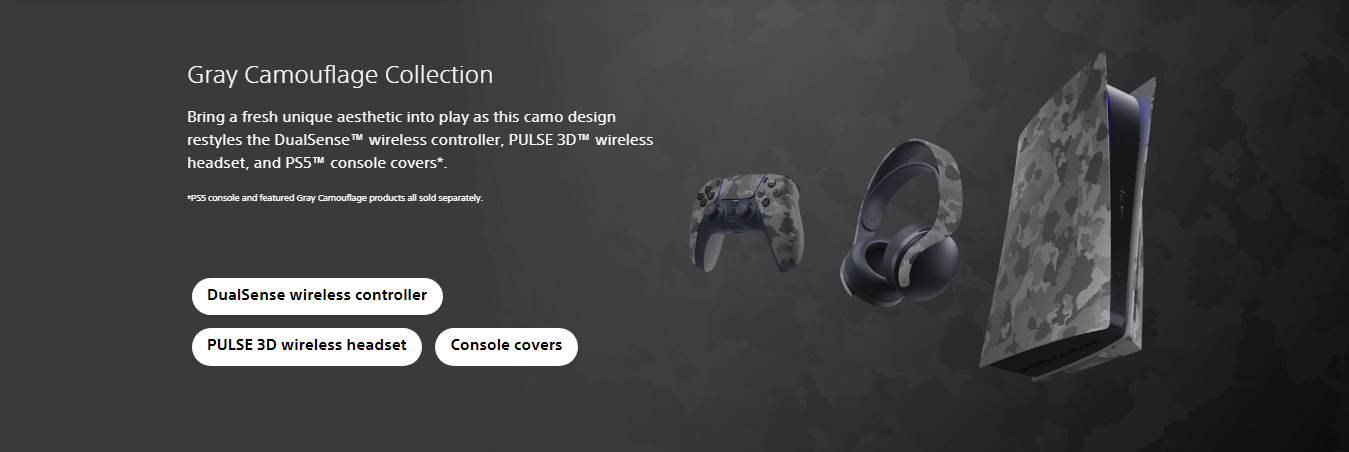 Gray Camouflage Collection
Bring a fresh unique aesthetic into play as this camo design
restyles the DualSense™ wireless controller, PULSE 3D™ wireless
headset, and PS5™ console covers*.
*PS5 console and featured Gray Camouflage products all sold separately.
DualSense wireless controller
PULSE 3D wireless headset
Console covers